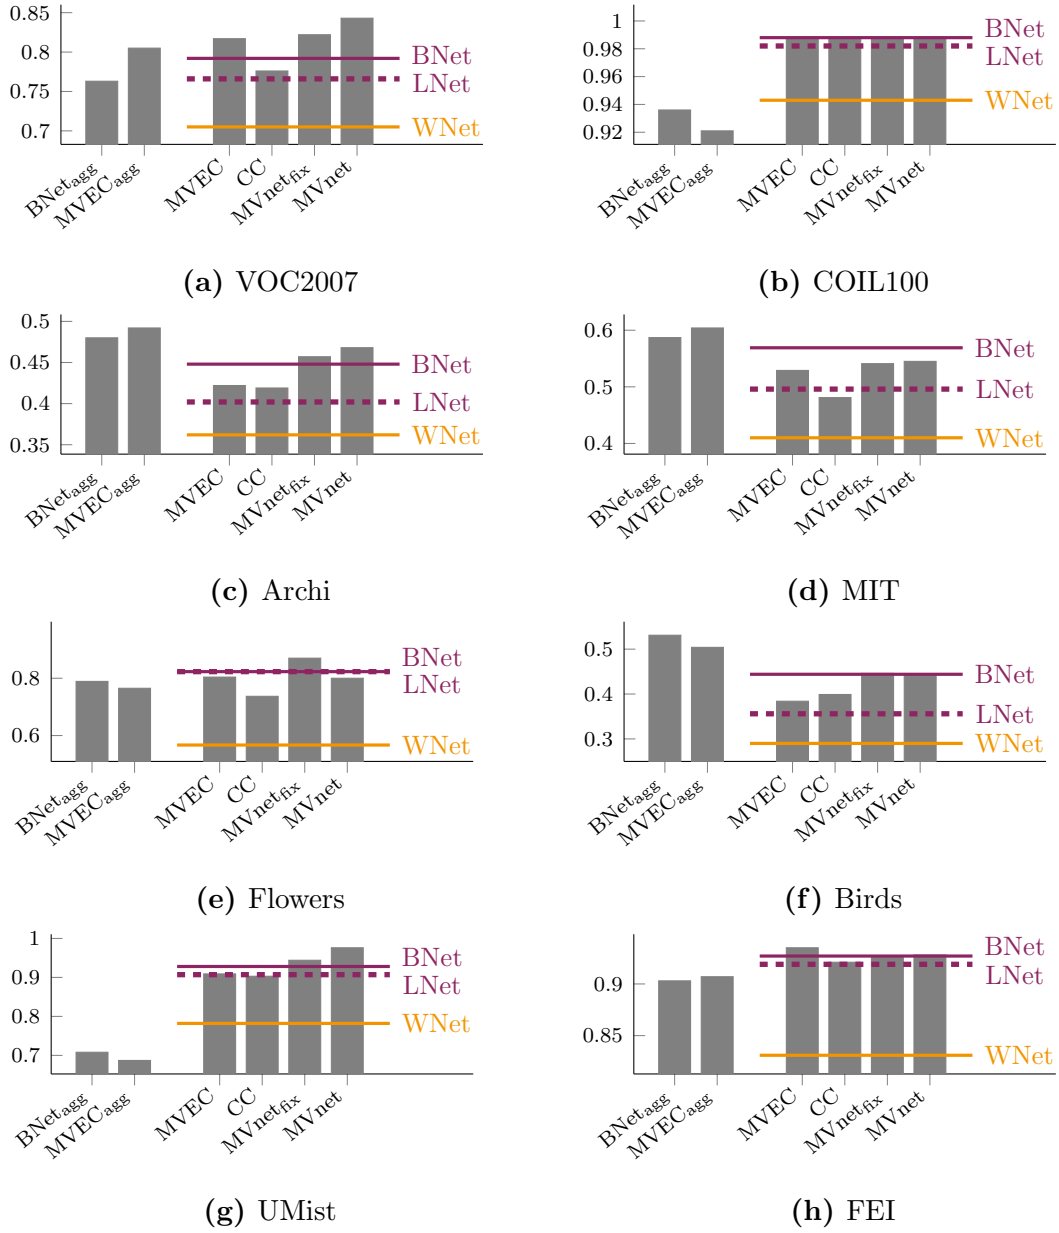 0.85
0.8
0.75
0.7
BNet
LNet
WNet
BNetagg
MVECagg
MVEC
CC
MVnetfix
MVnet
(a) VOC2007
1
0.98
0.96
0.94
0.92
BNet
LNet
WNet
BNetagg
MVECagg
MVEC
CC
MVnetfix
MVnet
(b) COIL100
0.5
0.45
0.4
0.35
BNet
LNet
WNet
BNetagg
MVECagg
MVEC
CC
MVnetfix
MVnet
(c) Archi
0.6
0.5
0.4
BNet
LNet
WNet
BNetagg
MVECagg
MVEC
CC
MVnetfix
MVnet
(d) MIT
0.8
0.6
BNet
LNet
WNet
BNetagg
MVECagg
MVEC
CC
MVnetfix
MVnet
(e) Flowers
0.5
0.4
0.3
BNet
LNet
WNet
BNetagg
MVECagg
MVEC
CC
MVnetfix
MVnet
(f) Birds
1
0.9
0.8
0.7
BNet
LNet
WNet
BNetagg
MVECagg
MVEC
CC
MVnetfix
MVnet
(g) UMist
0.9
0.85
BNet
LNet
WNet
BNetagg
MVECagg
MVEC
CC
MVnetfix
MVnet
(h) FEI